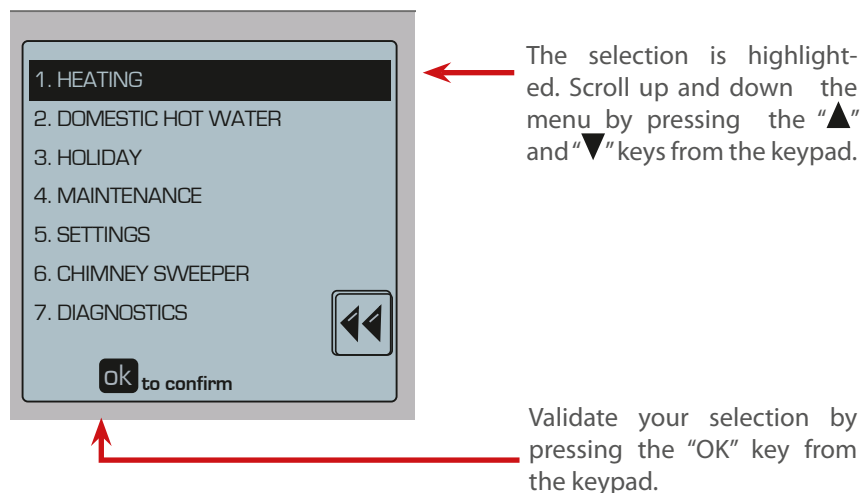 1. HEATING
2. DOMESTIC HOT WATER
3. HOLIDAY
4. MAINTENANCE
5. SETTINGS
6. CHIMNEY SWEEPER
7. DIAGNOSTICS
ok to confirm
The selection is highlight-
ed. Scroll up and down the
menu by pressing the “▲”
and “▼” keys from the keypad.
Validate your selection by
pressing the “OK” key from
the keypad.